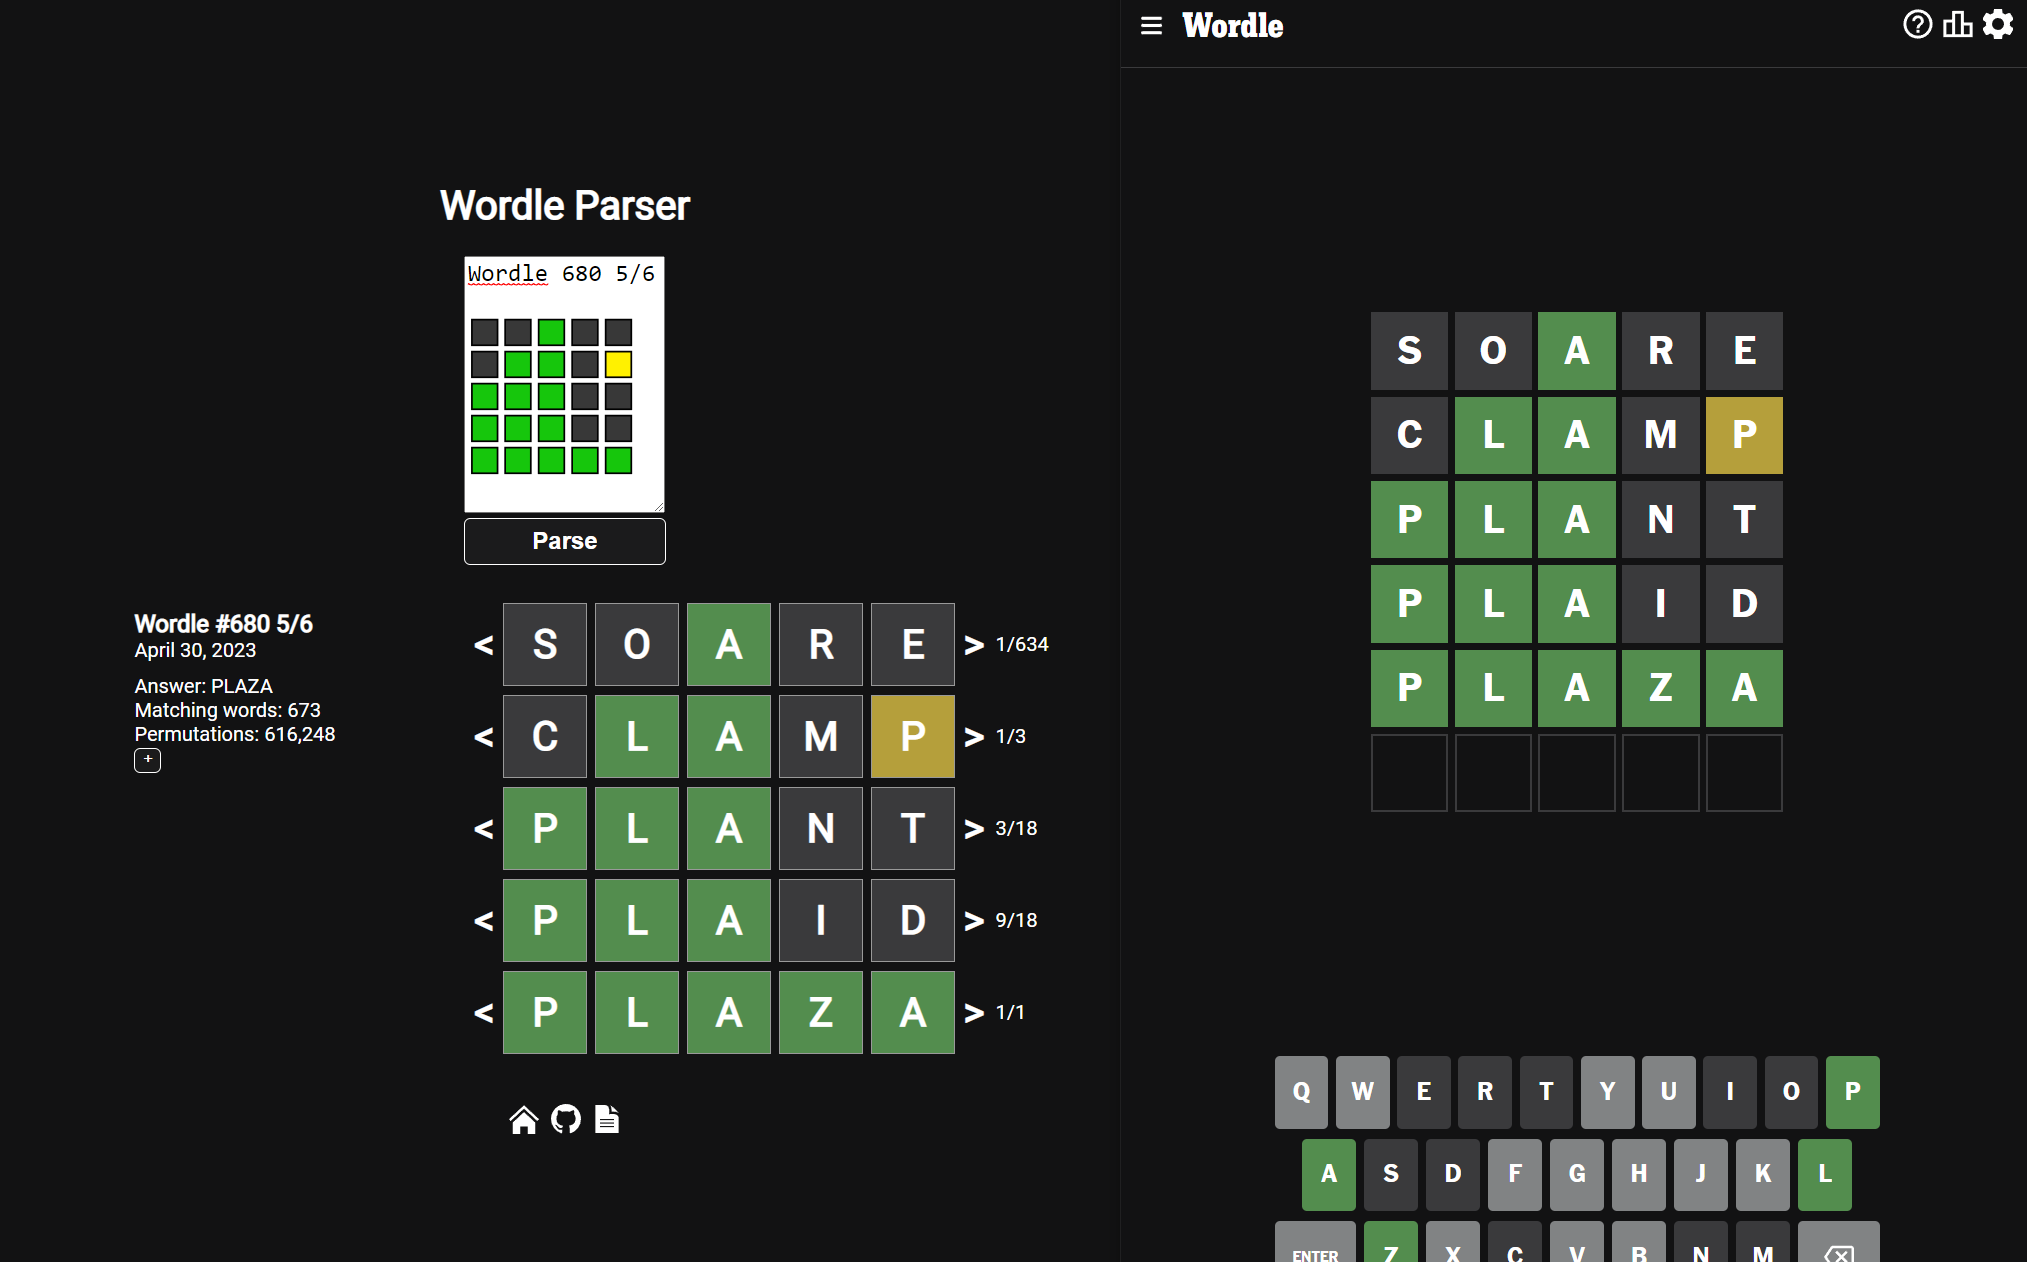 Wordle Parser
Wordle 680 5/6
Parse
Wordle #680 5/6
April 30, 2023
Answer: PLAZA
Matching words: 673
Permutations: 616,248
+
< S O A R E > 1/634
< C L A M P > 1/3
< P L A N T > 3/18
< P L A I D > 9/18
< P L A Z A > 1/1
Wordle
?
S O A R E
C L A M P
P L A N T
P L A I D
P L A Z A
Q W E R T Y U I O P
A S D F G H J K L
ENTER Z X C V B N M